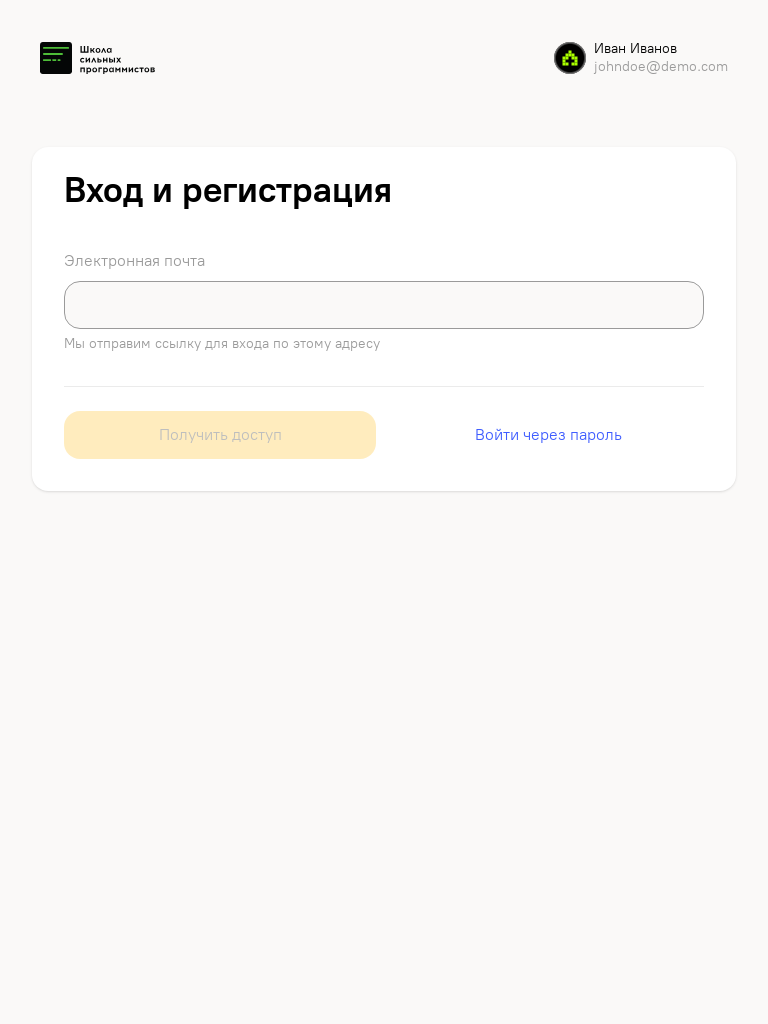 Школа
сильных
программистов
Иван Иванов
johndoe@demo.com
Вход и регистрация
Электронная почта
Мы отправим ссылку для входа по этому адресу
Получить доступ
Войти через пароль